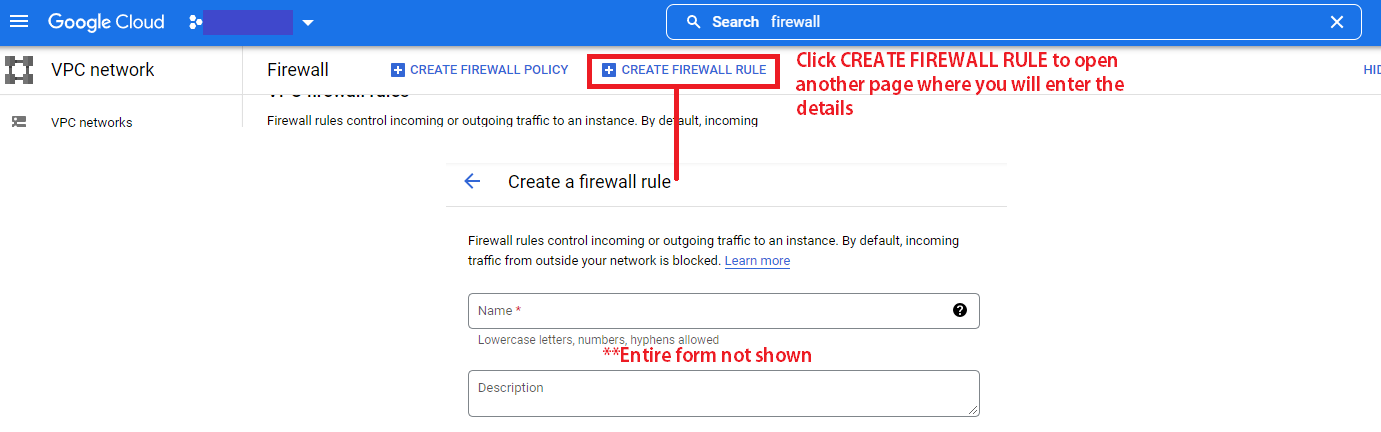 Google Cloud
Search firewall
VPC network
Firewall
CREATE FIREWALL POLICY
CREATE FIREWALL RULE
Click CREATE FIREWALL RULE to open
another page where you will enter the
details
HID
VPC firewall rules
VPC networks
Firewall rules control incoming or outgoing traffic to an instance. By default, incoming
Create a firewall rule
Firewall rules control incoming or outgoing traffic to an instance. By default, incoming
traffic from outside your network is blocked. Learn more
Name *
Lowercase letters, numbers, hyphens allowed
**Entire form not shown
Description